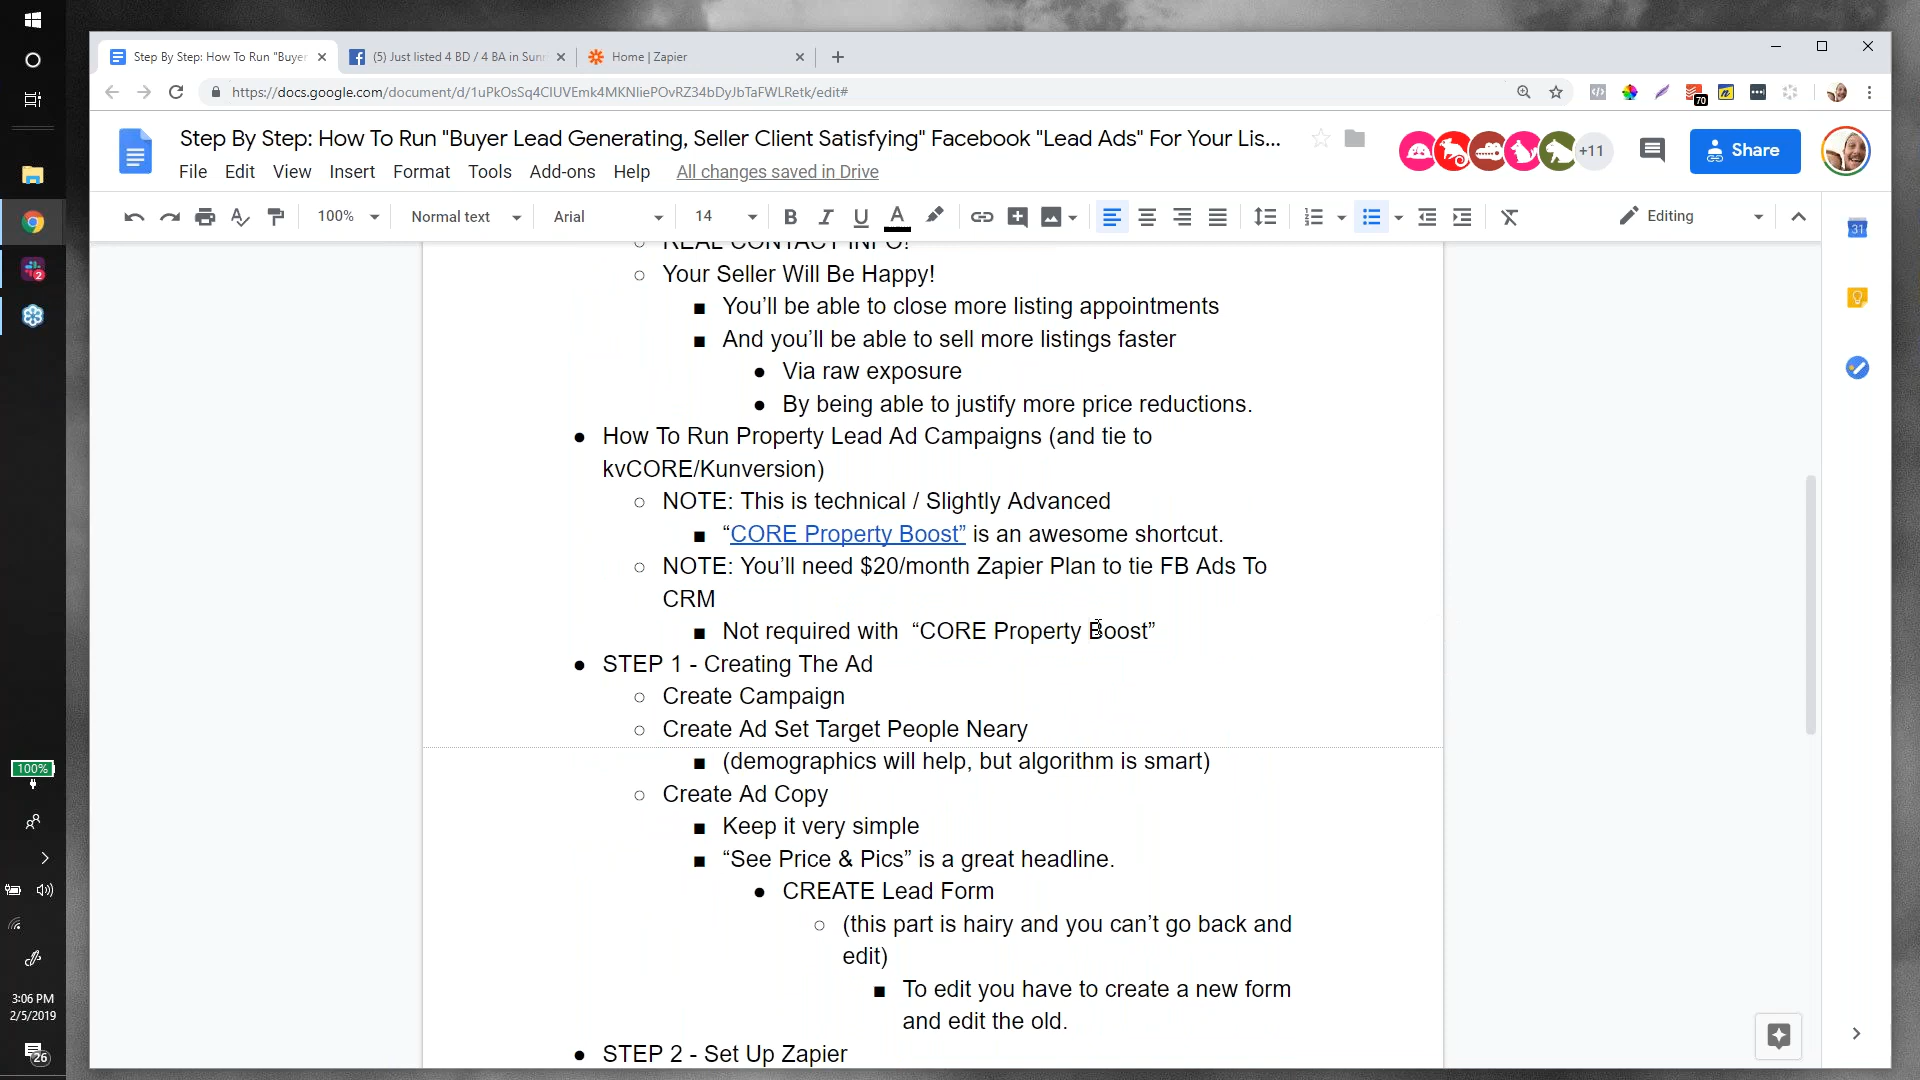 Step By Step: How To Run "Buyer
(5) Just listed 4 BD / 4 BA in Sunn
Home | Zapier
https://docs.google.com/document/d/1uPkOsSq4ClUVEmk4MKNliePOvRZ34bDyJbTaFWLRetk/edit#
70
Step By Step: How To Run "Buyer Lead Generating, Seller Client Satisfying" Facebook "Lead Ads" For Your Lis...
+11
Share
File Edit View Insert Format Tools Add-ons Help All changes saved in Drive
100% Normal text Arial 14 B I U A Editing
31
2
REAL CONTACT INFO!
Your Seller Will Be Happy!
You’ll be able to close more listing appointments
And you’ll be able to sell more listings faster
Via raw exposure
By being able to justify more price reductions.
How To Run Property Lead Ad Campaigns (and tie to
kvCORE/Kunversion)
NOTE: This is technical / Slightly Advanced
“CORE Property Boost” is an awesome shortcut.
NOTE: You’ll need $20/month Zapier Plan to tie FB Ads To
CRM
Not required with “CORE Property Boost”
STEP 1 - Creating The Ad
Create Campaign
Create Ad Set Target People Neary
(demographics will help, but algorithm is smart)
Create Ad Copy
Keep it very simple
“See Price & Pics” is a great headline.
CREATE Lead Form
(this part is hairy and you can’t go back and
edit)
To edit you have to create a new form
and edit the old.
STEP 2 - Set Up Zapier
100%
3:06 PM
2/5/2019
26